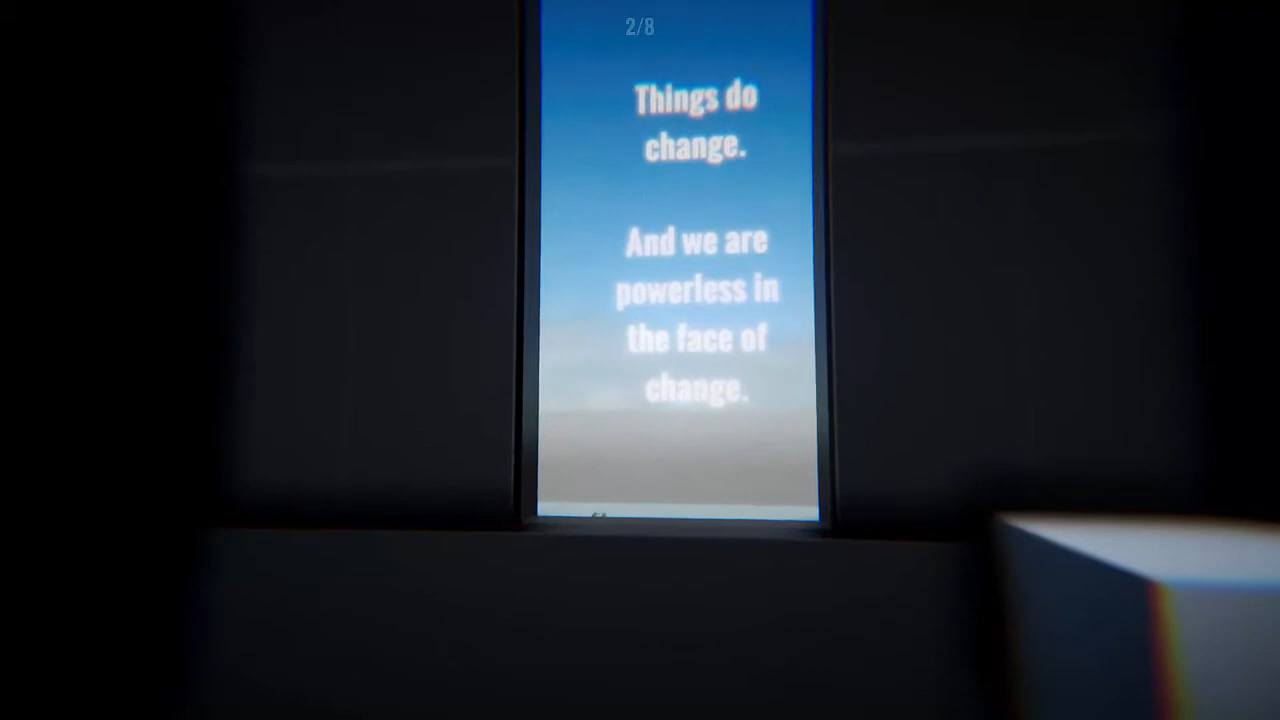 2/8
Things do
change.
And we are
powerless in
the face of
change.